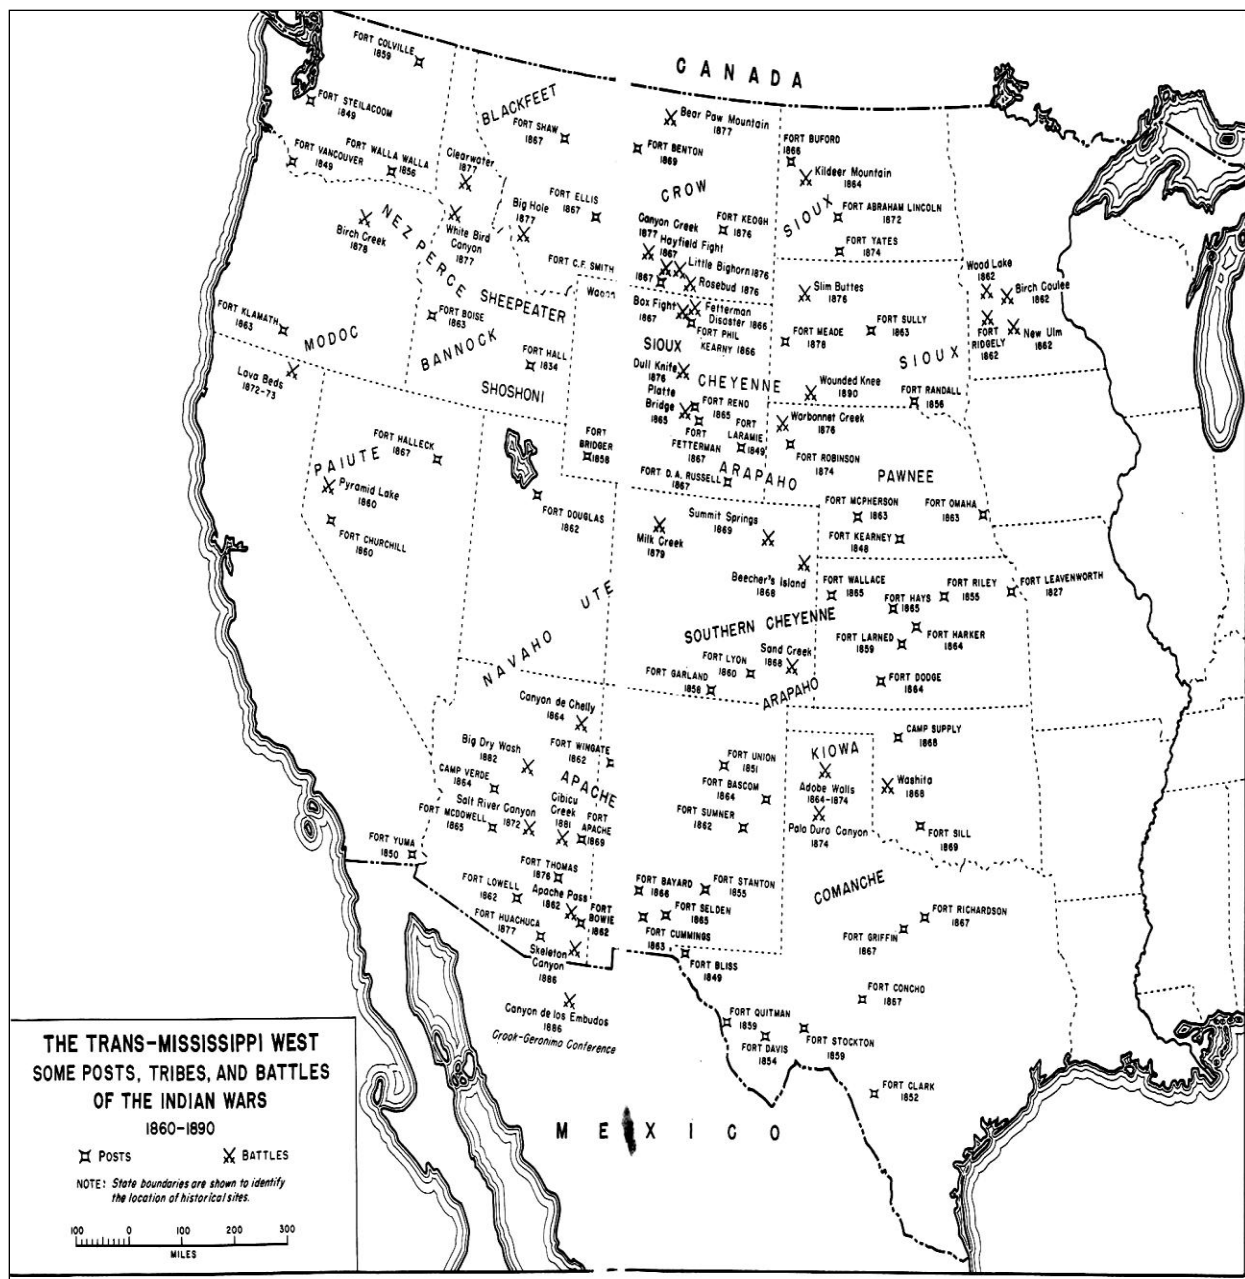 CANADA
FORT COLVILLE
1859
FORT STEILACOOM
1849
FORT VANCOUVER
1849
FORT WALLA WALLA
1856
BLACKFEET
FORT SHAW
1867
Clearwater
1877
Bear Paw Mountain
1877
FORT BENTON
1869
CROW
FORT BUFORD
1866
Kildeer Mountain
1864
SIOUX
FORT ABRAHAM LINCOLN
1872
FORT YATES
1874
FORT ELLIS
1867
Big Hole
1877
Birch Creek
1878
NEZ PERCE
White Bird
Canyon
1877
Canyon Creek
1877
FORT KEOGH
1876
Hayfield Fight
1867
Little Bighorn 1876
Rosebud 1876
FORT C.F. SMITH
1867
SHEEPEATER
Box Fight
1867
Fetterman
Disaster 1866
FORT PHIL
KEARNY 1866
Slim Buttes
1876
FORT MEADE
1878
FORT SULLY
1863
SIOUX
Wood Lake
1862
Birch Coulee
1862
FORT
RIDGELY
1862
New Ulm
1862
FORT KLAMATH
1863
MODOC
FORT BOISE
1863
BANNOCK
FORT HALL
1834
SHOSHONI
SIOUX
Dull Knife
1876
CHEYENNE
Platte
Bridge
1865
FORT RENO
1865
FORT
FETTERMAN
1867
FORT
LARAMIE
1849
Wounded Knee
1890
FORT RANDALL
1856
Warbonnet Creek
1876
FORT ROBINSON
1874
PAWNEE
Lava Beds
1872-73
FORT HALLECK
1867
PAIUTE
Pyramid Lake
1860
FORT CHURCHILL
1860
FORT
BRIDGER
1858
FORT D.A. RUSSELL
1867
ARAPAHO
FORT DOUGLAS
1862
FORT MCPHERSON
1863
FORT OMAHA
1863
FORT KEARNEY
1848
Summit Springs
1869
Milk Creek
1879
Beecher's Island
1868
UTE
FORT WALLACE
1865
FORT HAYS
1865
FORT RILEY
1855
FORT LEAVENWORTH
1827
SOUTHERN CHEYENNE
FORT LARNED
1859
FORT HARKER
1864
NAVAHO
FORT LYON
1860
Sand Creek
1868
FORT GARLAND
1858
ARAPAHO
FORT DODGE
1864
Canyon de Chelly
1864
Big Dry Wash
1882
FORT WINGATE
1862
CAMP VERDE
1864
APACHE
Salt River Canyon
1872
Cibicu
Creek
1881
FORT
APACHE
1869
FORT MCDOWELL
1865
FORT UNION
1851
FORT BASCOM
1864
FORT SUMNER
1862
KIOWA
CAMP SUPPLY
1868
Adobe Walls
1864-1874
Washita
1868
Palo Duro Canyon
1874
FORT SILL
1869
FORT YUMA
1850
FORT THOMAS
1876
FORT LOWELL
1862
Apache Pass
1862
FORT
BOWIE
1862
FORT HUACHUCA
1877
Skeleton
Canyon
1886
FORT BAYARD
1866
FORT STANTON
1855
FORT SELDEN
1865
FORT CUMMINGS
1863
FORT BLISS
1849
COMANCHE
FORT RICHARDSON
1867
FORT GRIFFIN
1867
FORT CONCHO
1867
Canyon de los Embudos
1886
Crook-Geronimo Conference
FORT QUITMAN
1859
FORT DAVIS
1854
FORT STOCKTON
1859
FORT CLARK
1852
MEXICO
THE TRANS-MISSISSIPPI WEST
SOME POSTS, TRIBES, AND BATTLES
OF THE INDIAN WARS
1860-1890
POSTS
BATTLES
NOTE: State boundaries are shown to identify
the location of historical sites.
100 0 100 200 300
MILES